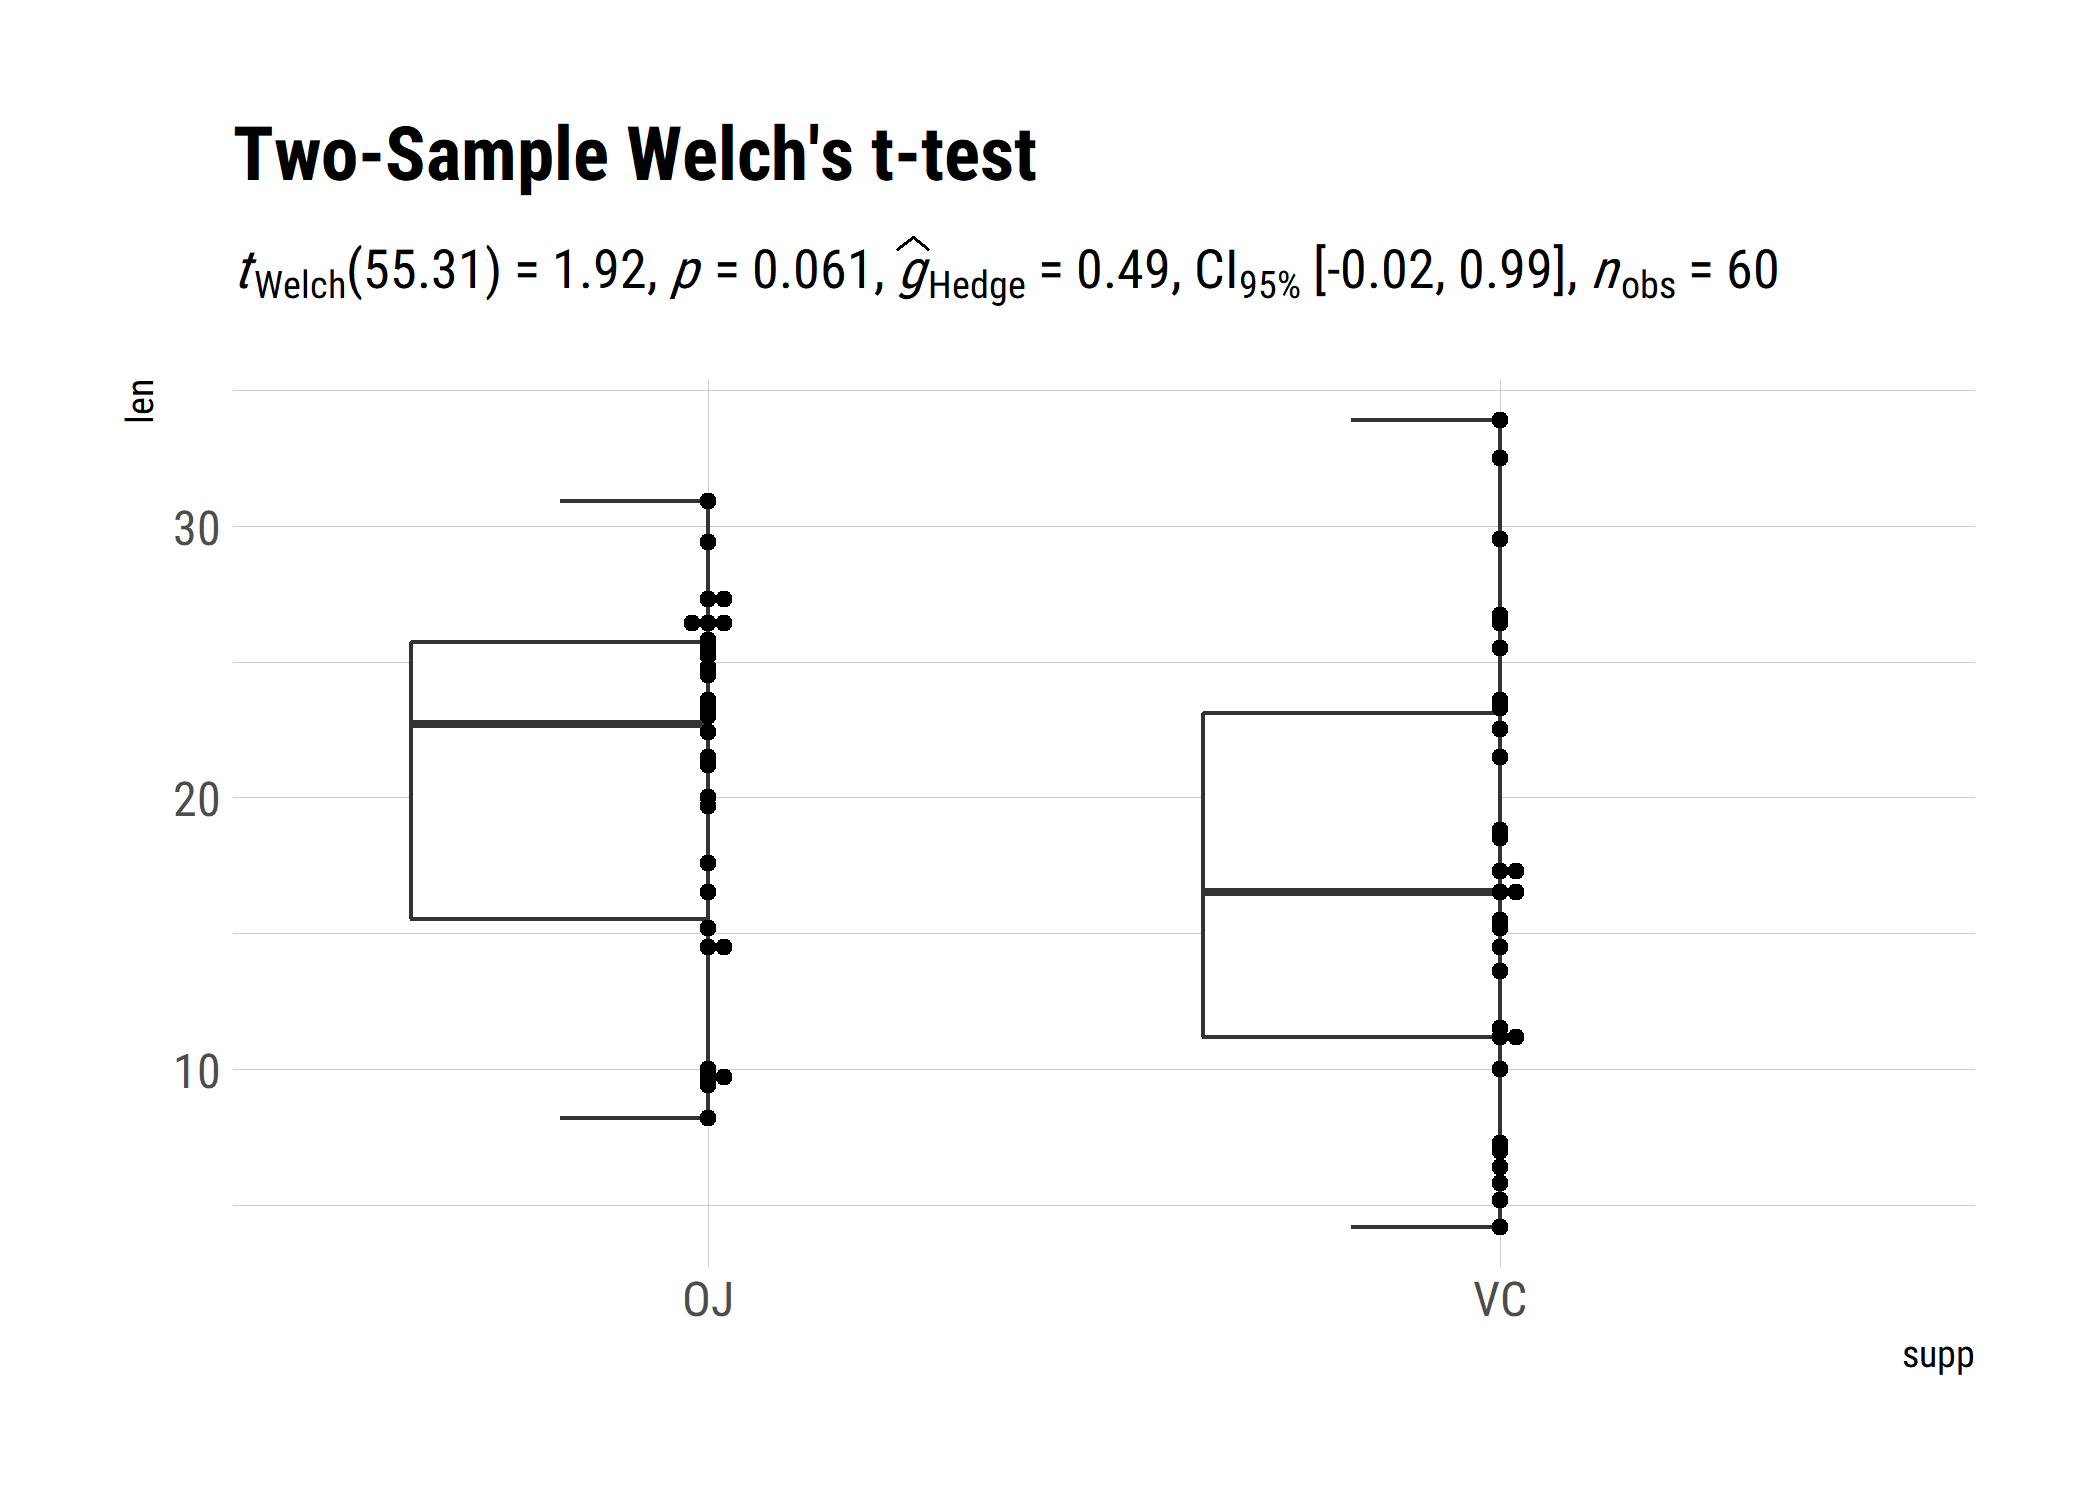 Two-Sample Welch's t-test
tWelch(55.31) = 1.92, p = 0.061, ĝHedge = 0.49, CI95% [-0.02, 0.99], nobs = 60
len
30
20
10
OJ VC
supp